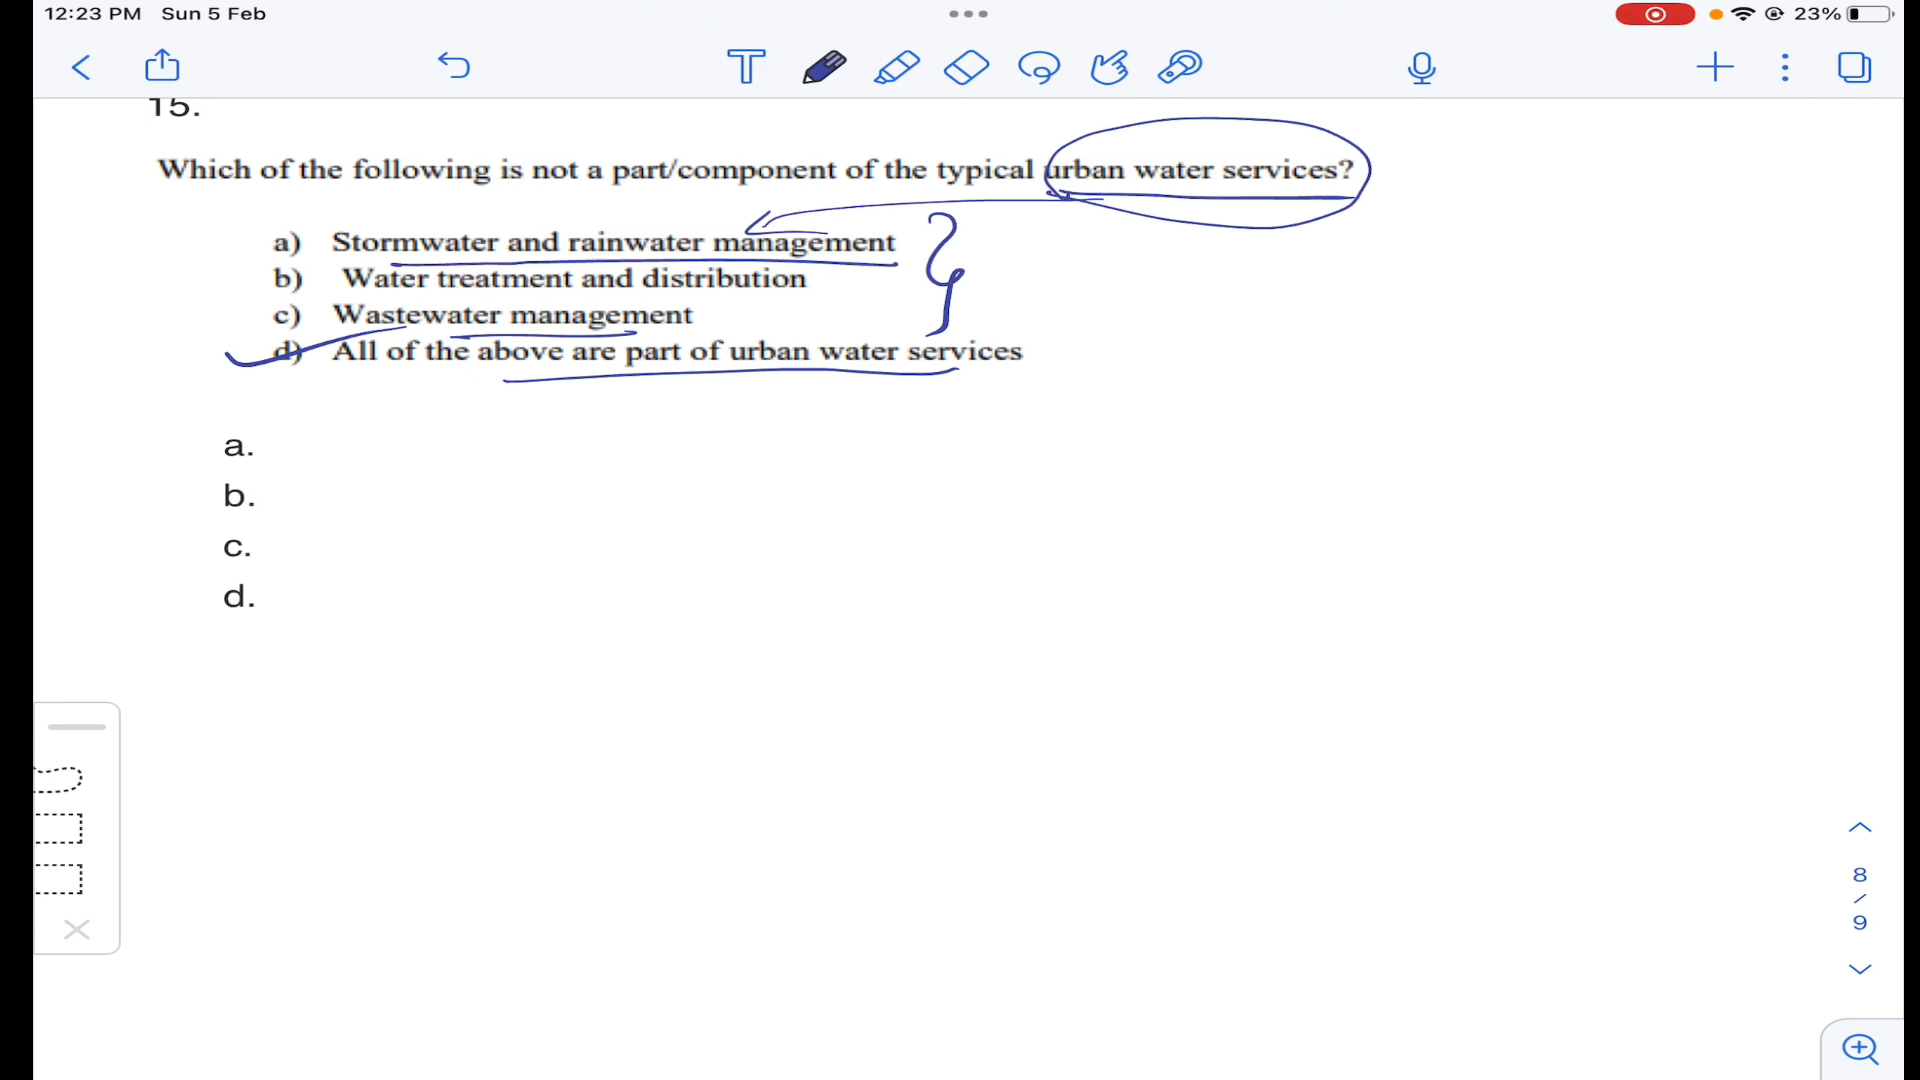 12:23 PM Sun 5 Feb
23%
T
15.
Which of the following is not a part/component of the typical urban water services?
a) Stormwater and rainwater management
b) Water treatment and distribution
c) Wastewater management
d) All of the above are part of urban water services
a.
b.
c.
d.
8
/
9